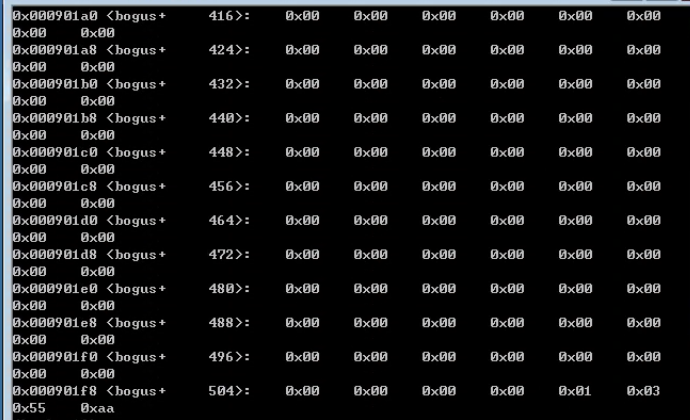 0x000901a0 <bogus+ 416>: 0x00 0x00 0x00 0x00 0x00 0x00
0x00 0x00
0x000901a8 <bogus+ 424>: 0x00 0x00 0x00 0x00 0x00 0x00
0x00 0x00
0x000901b0 <bogus+ 432>: 0x00 0x00 0x00 0x00 0x00 0x00
0x00 0x00
0x000901b8 <bogus+ 440>: 0x00 0x00 0x00 0x00 0x00 0x00
0x00 0x00
0x000901c0 <bogus+ 448>: 0x00 0x00 0x00 0x00 0x00 0x00
0x00 0x00
0x000901c8 <bogus+ 456>: 0x00 0x00 0x00 0x00 0x00 0x00
0x00 0x00
0x000901d0 <bogus+ 464>: 0x00 0x00 0x00 0x00 0x00 0x00
0x00 0x00
0x000901d8 <bogus+ 472>: 0x00 0x00 0x00 0x00 0x00 0x00
0x00 0x00
0x000901e0 <bogus+ 480>: 0x00 0x00 0x00 0x00 0x00 0x00
0x00 0x00
0x000901e8 <bogus+ 488>: 0x00 0x00 0x00 0x00 0x00 0x00
0x00 0x00
0x000901f0 <bogus+ 496>: 0x00 0x00 0x00 0x00 0x00 0x00
0x00 0x00
0x000901f8 <bogus+ 504>: 0x00 0x00 0x00 0x00 0x01 0x03
0x55 0xaa